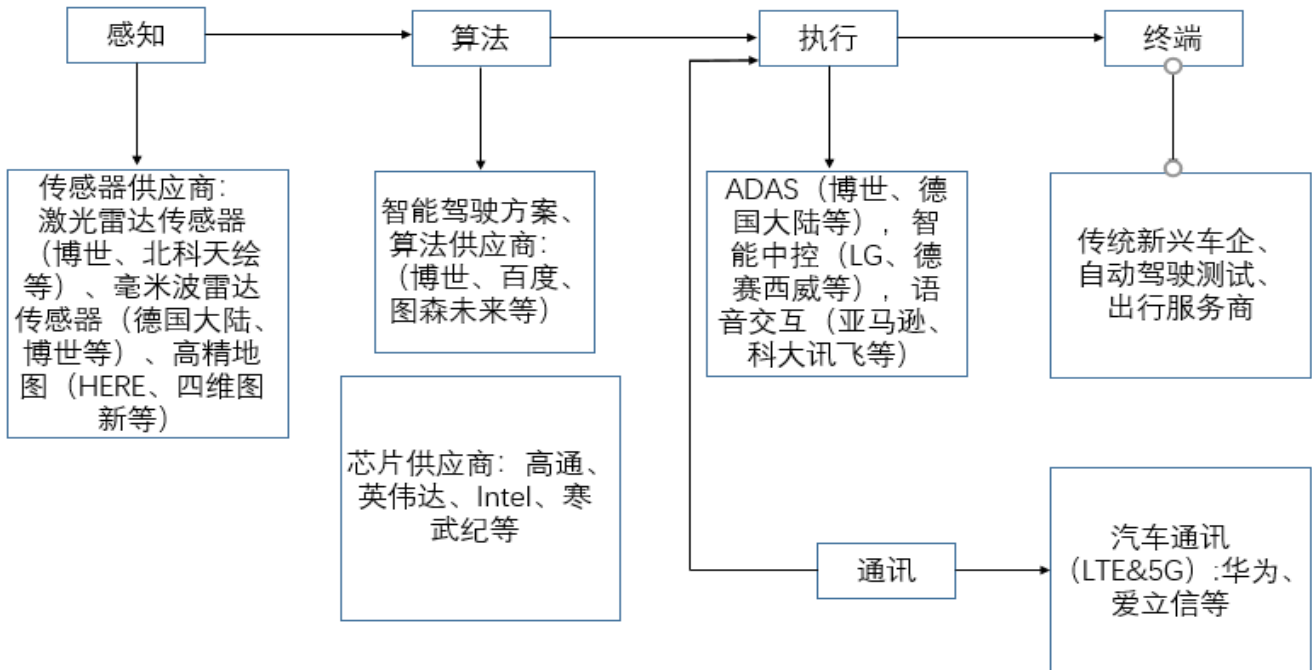 感知
算法
执行
终端
传感器供应商：
激光雷达传感器
（博世、北科天绘
等）、毫米波雷达
传感器（德国大陆、
博世等）、高精地
图（HERE、四维图
新等）
智能驾驶方案、
算法供应商：
（博世、百度、
图森未来等）
芯片供应商：高通、
英伟达、Intel、寒
武纪等
ADAS（博世、德
国大陆等），智
能中控（LG、德
赛西威等），语
音交互（亚马逊、
科大讯飞等）
传统新兴车企、
自动驾驶测试、
出行服务商
通讯
汽车通讯
（LTE&5G）:华为、
爱立信等